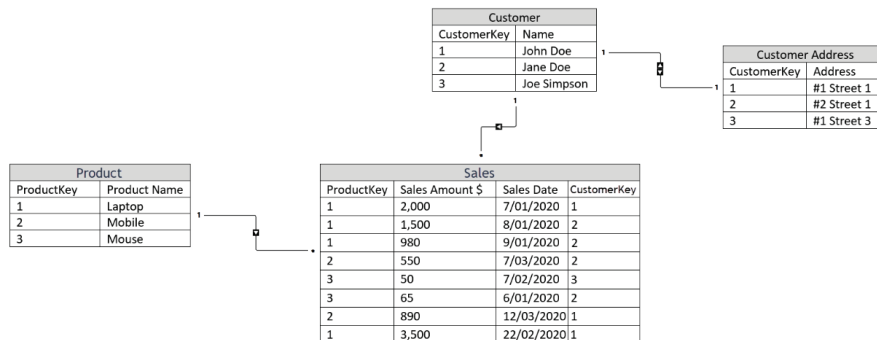 Customer
CustomerKey Name
1 John Doe
2 Jane Doe
3 Joe Simpson
1
1
1
Customer Address
CustomerKey Address
1 #1 Street 1
2 #2 Street 1
3 #1 Street 3
Product
ProductKey Product Name
1 Laptop
2 Mobile
3 Mouse
1
*
*
Sales
ProductKey Sales Amount $ Sales Date CustomerKey
1 2,000 7/01/2020 1
1 1,500 8/01/2020 2
1 980 9/01/2020 2
2 550 7/03/2020 2
3 50 7/02/2020 3
3 65 6/01/2020 2
2 890 12/03/2020 1
1 3,500 22/02/2020 1